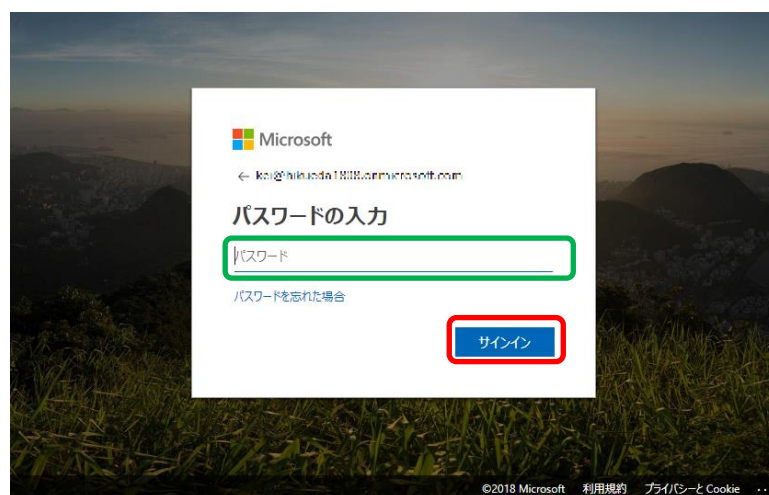 Microsoft
←
パスワードの入力
パスワード
パスワードを忘れた場合
サインイン
©2018 Microsoft 利用規約 プライバシーと Cookie ‥